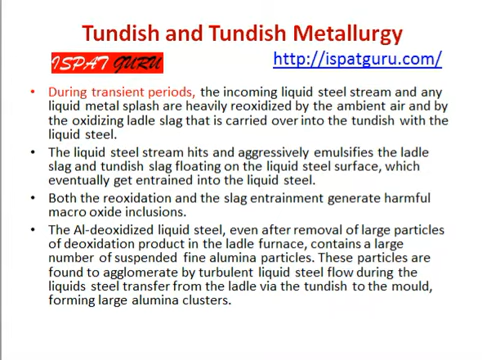 Tundish and Tundish Metallurgy
ISPAT GURU
http://ispatguru.com/
• During transient periods, the incoming liquid steel stream and any
liquid metal splash are heavily reoxidized by the ambient air and by
the oxidizing ladle slag that is carried over into the tundish with the
liquid steel.
• The liquid steel stream hits and aggressively emulsifies the ladle
slag and tundish slag floating on the liquid steel surface, which
eventually get entrained into the liquid steel.
• Both the reoxidation and the slag entrainment generate harmful
macro oxide inclusions.
• The Al-deoxidized liquid steel, even after removal of large particles
of deoxidation product in the ladle furnace, contains a large
number of suspended fine alumina particles. These particles are
found to agglomerate by turbulent liquid steel flow during the
liquids steel transfer from the ladle via the tundish to the mould,
forming large alumina clusters.